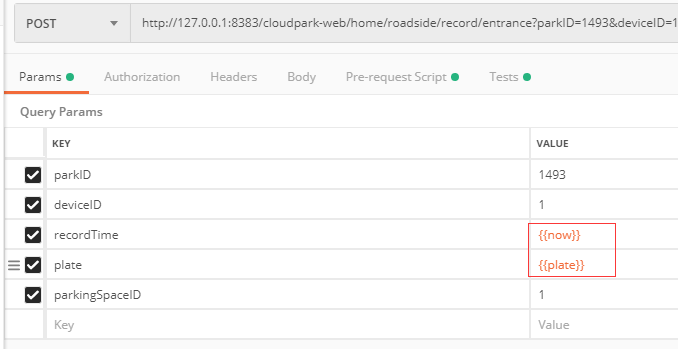 POST http://127.0.0.1:8383/cloudpark-web/home/roadside/record/entrance?parkID=1493&deviceID=1
Params Authorization Headers Body Pre-request Script Tests
Query Params
KEY VALUE
parkID 1493
deviceID 1
recordTime {{now}}
plate {{plate}}
parkingSpaceID 1
Key Value